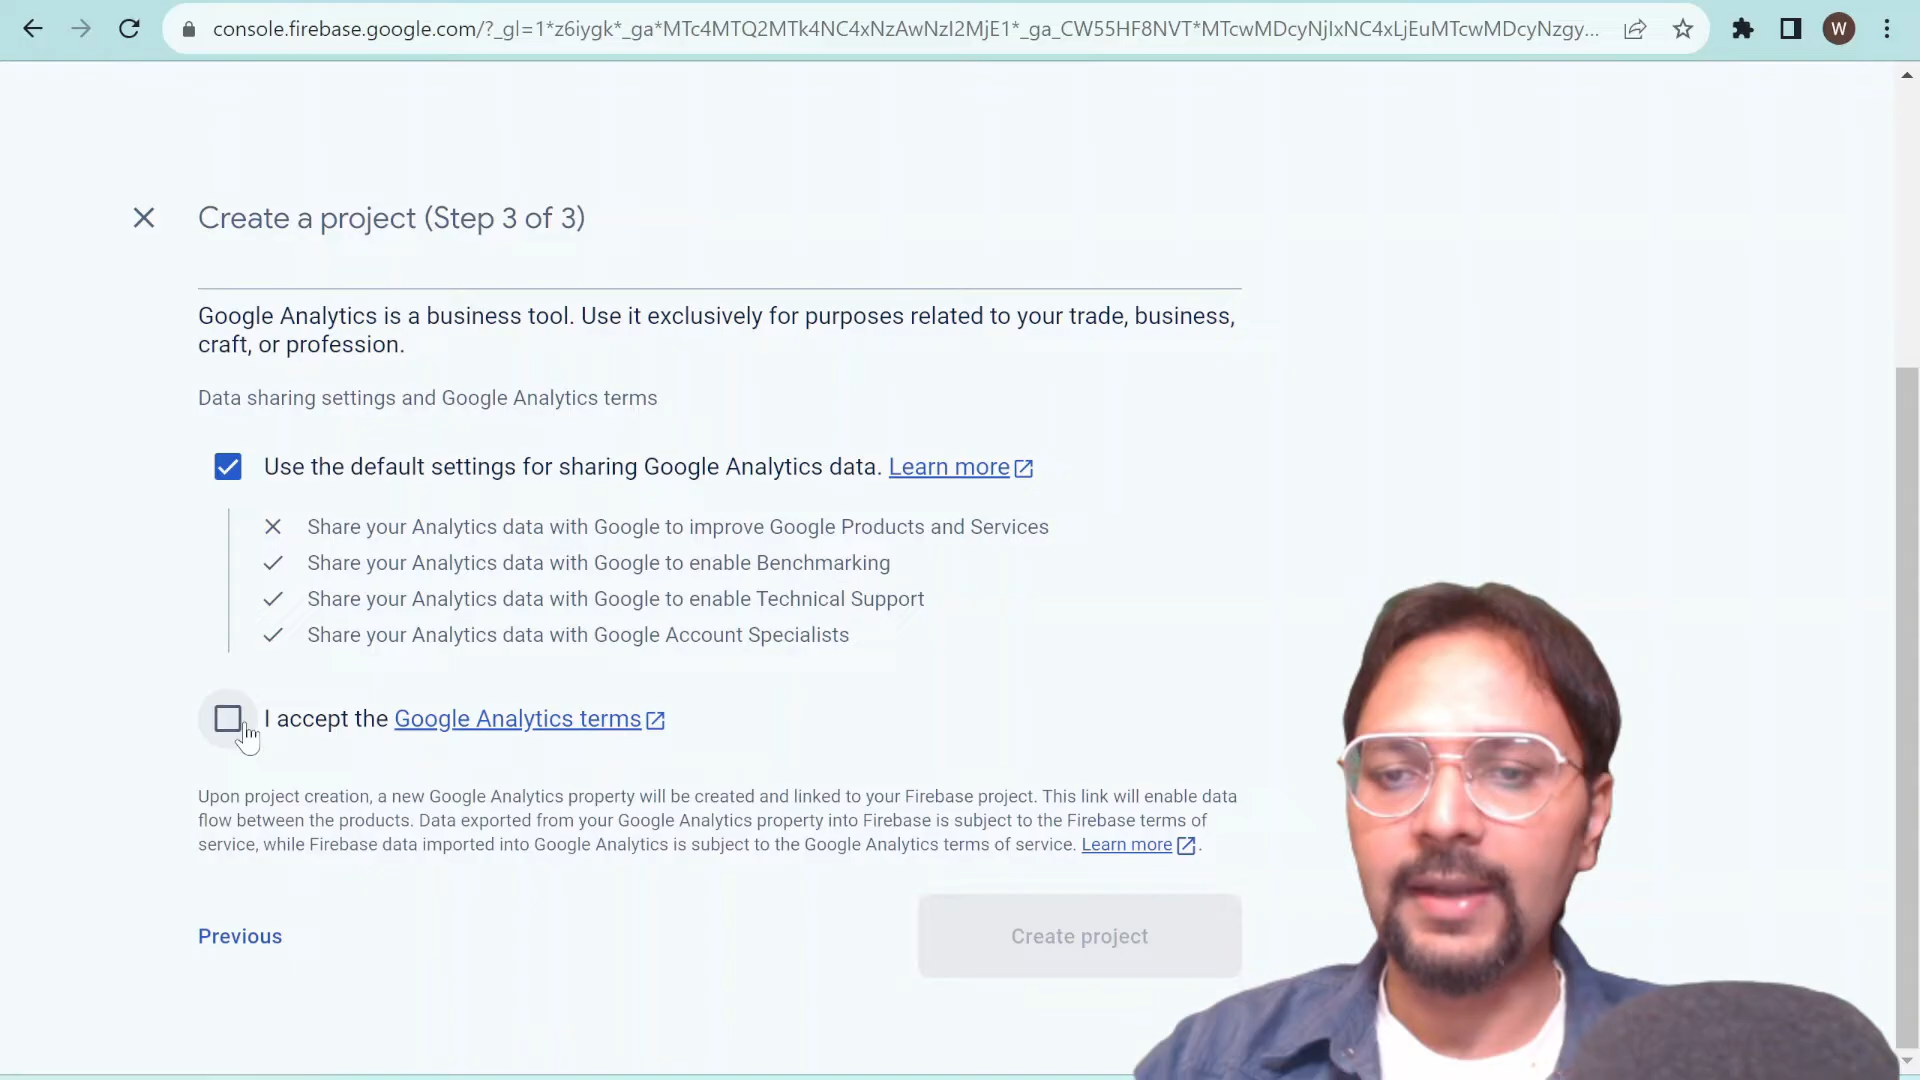 console.firebase.google.com/?_gl=1*z6iygk*_ga*MTc4MTQ2MTk4NC4xNzAwNzI2MjE1*_ga_CW55HF8NVT*MTcwMDcyNjIxNC4xLjEuMTcwMDcyNzgy...
W
Create a project (Step 3 of 3)
Google Analytics is a business tool. Use it exclusively for purposes related to your trade, business,
craft, or profession.
Data sharing settings and Google Analytics terms
Use the default settings for sharing Google Analytics data. Learn more
Share your Analytics data with Google to improve Google Products and Services
Share your Analytics data with Google to enable Benchmarking
Share your Analytics data with Google to enable Technical Support
Share your Analytics data with Google Account Specialists
I accept the Google Analytics terms
Upon project creation, a new Google Analytics property will be created and linked to your Firebase project. This link will enable data
flow between the products. Data exported from your Google Analytics property into Firebase is subject to the Firebase terms of
service, while Firebase data imported into Google Analytics is subject to the Google Analytics terms of service. Learn more .
Previous
Create project